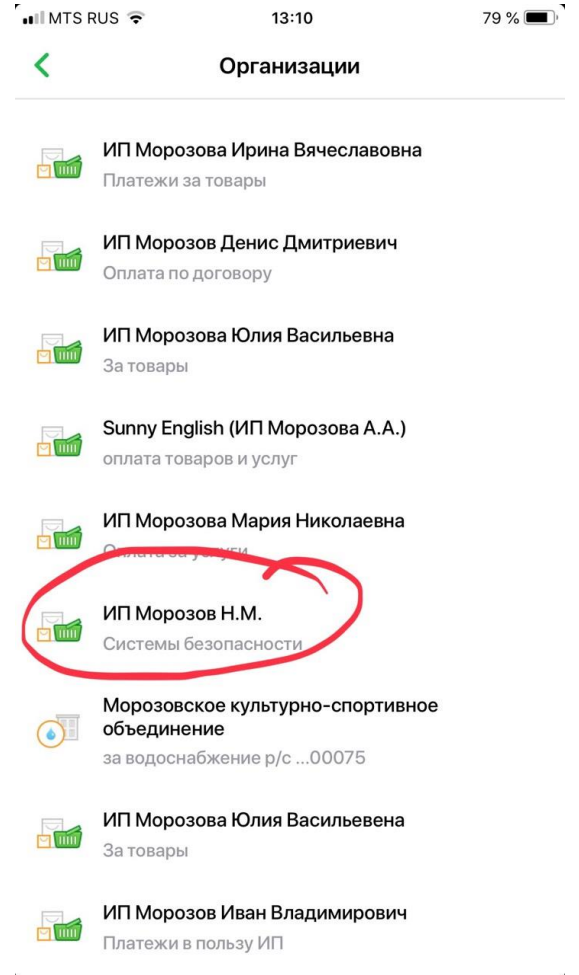 MTS RUS 13:10 79 %
Организации
ИП Морозова Ирина Вячеславовна
Платежи за товары
ИП Морозов Денис Дмитриевич
Оплата по договору
ИП Морозова Юлия Васильевна
За товары
Sunny English (ИП Морозова А.А.)
оплата товаров и услуг
ИП Морозова Мария Николаевна
Оплата за услуги
ИП Морозов Н.М.
Системы безопасности
Морозовское культурно-спортивное
объединение
за водоснабжение р/с ...00075
ИП Морозова Юлия Васильевена
За товары
ИП Морозов Иван Владимирович
Платежи в пользу ИП